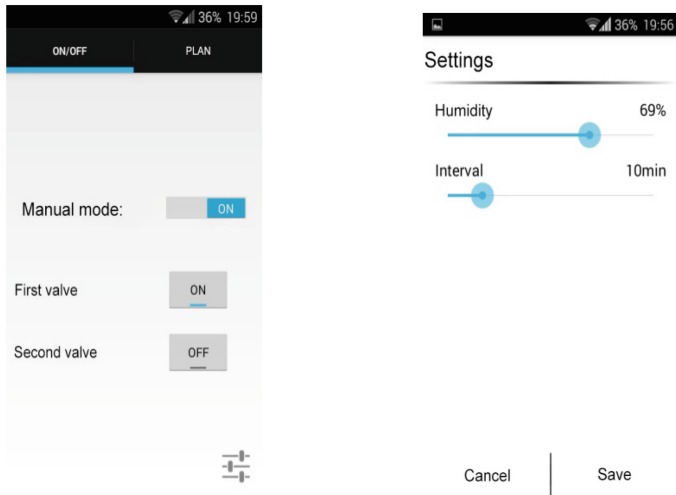 36% 19:59
ON/OFF PLAN
Manual mode: ON
First valve ON
Second valve OFF
36% 19:56
Settings
Humidity 69%
Interval 10min
Cancel Save